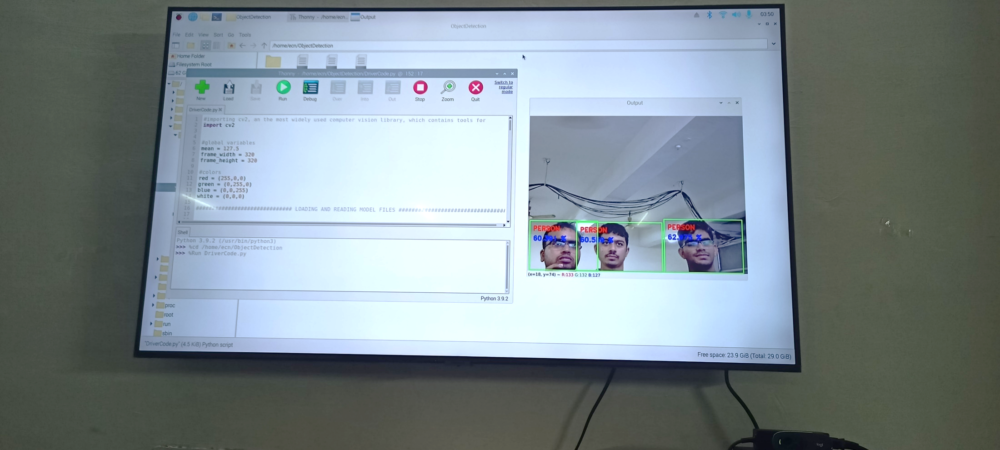 ObjectDetection
Thonny - /home/ecn...
Output
03:50
ObjectDetection
File Edit View Sort Go Tools
/home/ecn/ObjectDetection
Home Folder
Filesystem Root
62 G
/
Thonny - /home/ecn/ObjectDetection/DriverCode.py @ 152 : 17
New Load Save Run Debug Over Into Out Stop Zoom Quit
Switch to
regular
mode
DriverCode.py
1 #importing cv2, an the most widely used computer vision library, which contains tools for
2 import cv2
3
4
5 #global variables
6 mean = 127.5
7 frame_width = 320
8 frame_height = 320
9
10 #colors
11 red = (255,0,0)
12 green = (0,255,0)
13 blue = (0,0,255)
14 white = (0,0,0)
15
16 ############################# LOADING AND READING MODEL FILES #################################
17
Shell
Python 3.9.2 (/usr/bin/python3)
>>> %cd /home/ecn/ObjectDetection
>>> %Run DriverCode.py
Python 3.9.2
proc
root
run
sbin
"DriverCode.py" (4.5 KiB) Python script
Free space: 23.9 GiB (Total: 29.0 GiB)
Output
PERSON
PERSON
PERSON
(x=18, y=74) ~ R:133 G:132 B:127
logi